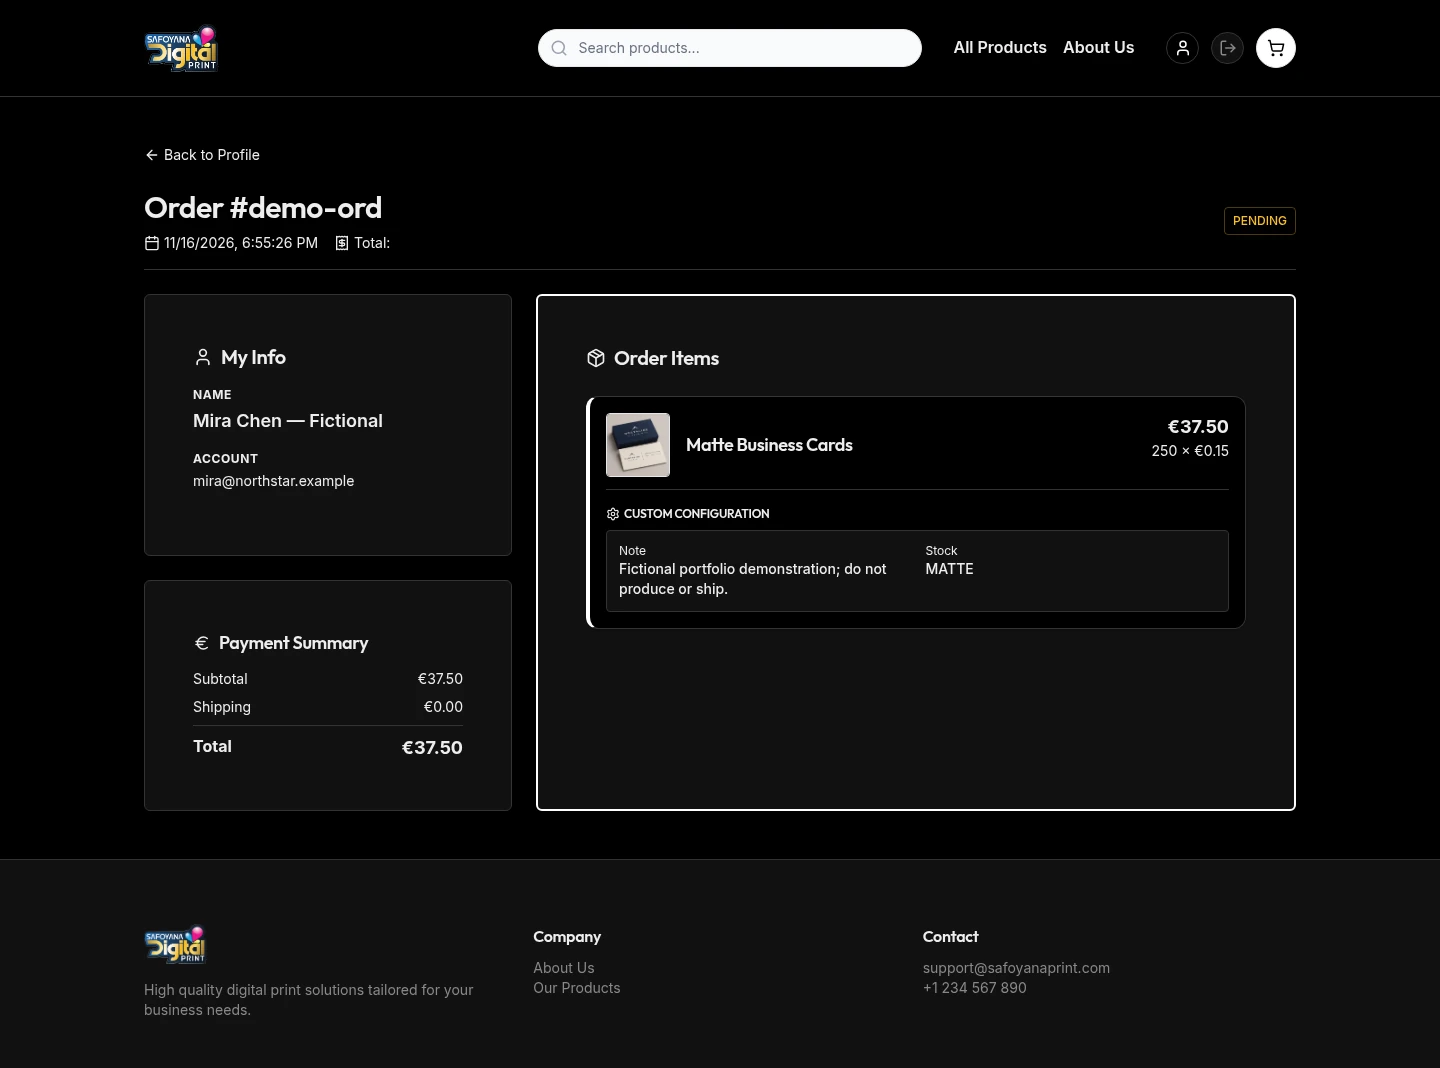 SAFOYANA
Digital
PRINT
Search products...
All Products
About Us
Back to Profile
Order #demo-ord
PENDING
11/16/2026, 6:55:26 PM
Total:
My Info
NAME
Mira Chen — Fictional
ACCOUNT
mira@northstar.example
Payment Summary
Subtotal €37.50
Shipping €0.00
Total €37.50
Order Items
Matte Business Cards
€37.50
250 × €0.15
CUSTOM CONFIGURATION
Note
Fictional portfolio demonstration; do not
produce or ship.
Stock
MATTE
SAFOYANA
Digital
PRINT
High quality digital print solutions tailored for your
business needs.
Company
About Us
Our Products
Contact
support@safoyanaprint.com
+1 234 567 890